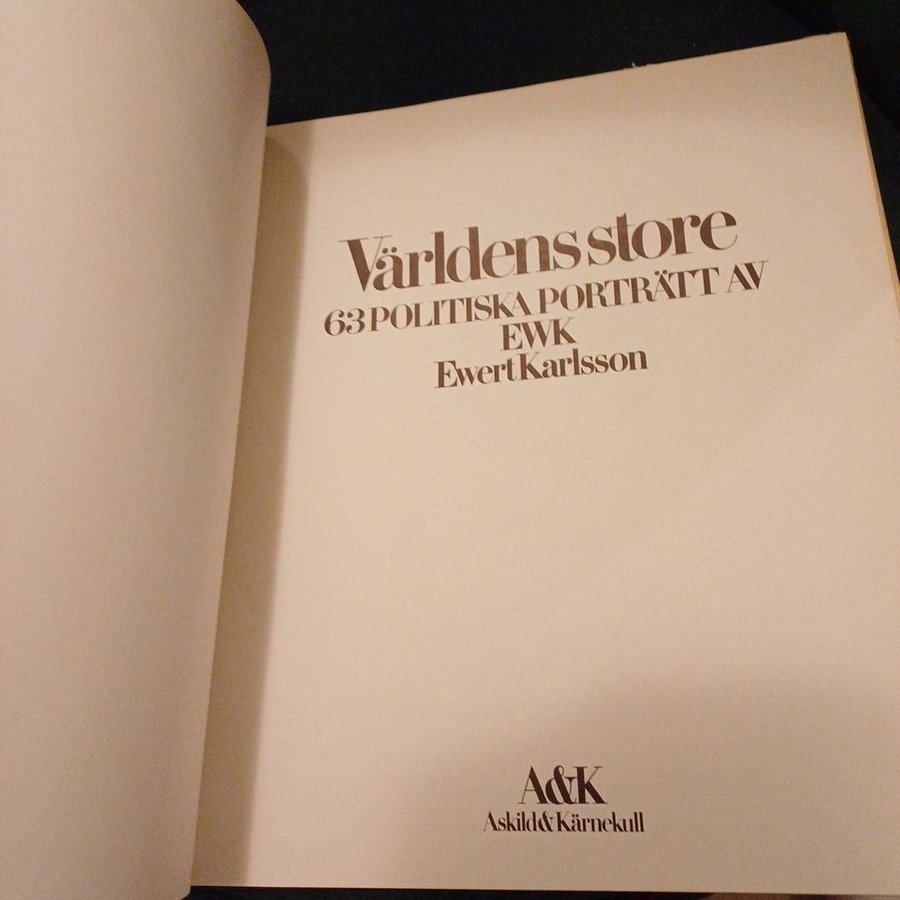 Världens store
63 POLITISKA PORTRÄTT AV
EWK
Ewert Karlsson
A&K
Askild & Kärnekull